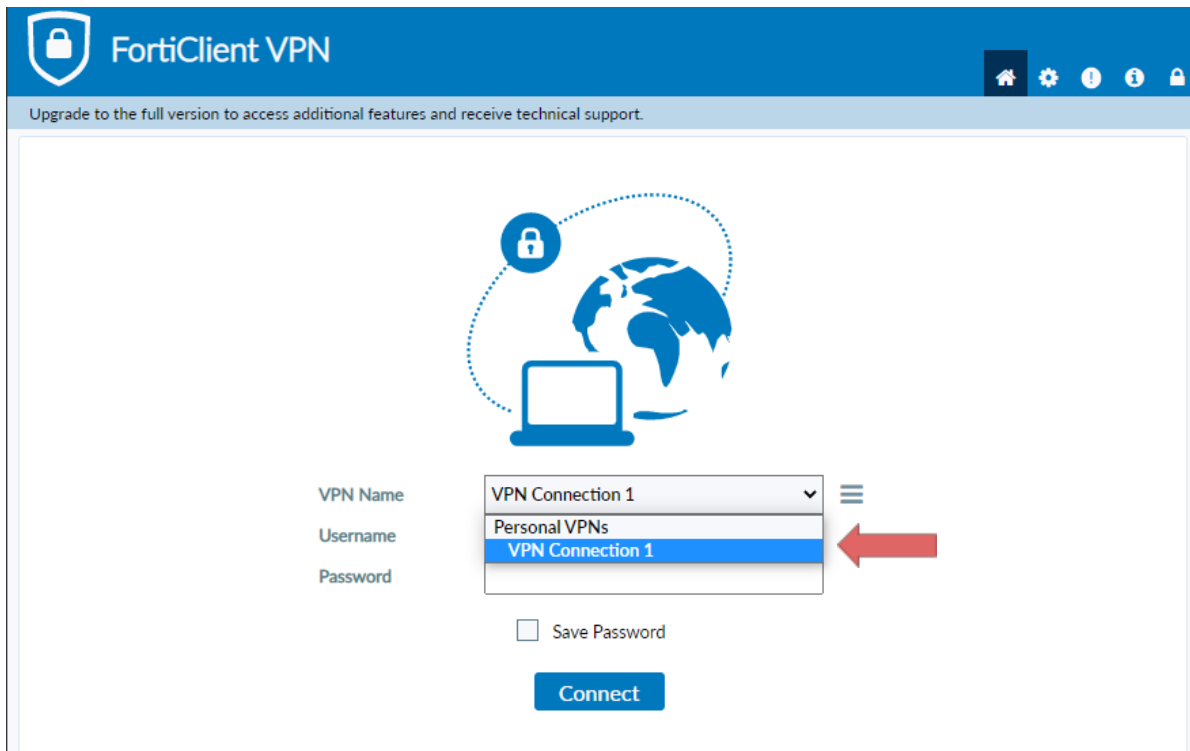 FortiClient VPN
Upgrade to the full version to access additional features and receive technical support.
VPN Name
VPN Connection 1
Personal VPNs
Username
VPN Connection 1
Password
Save Password
Connect